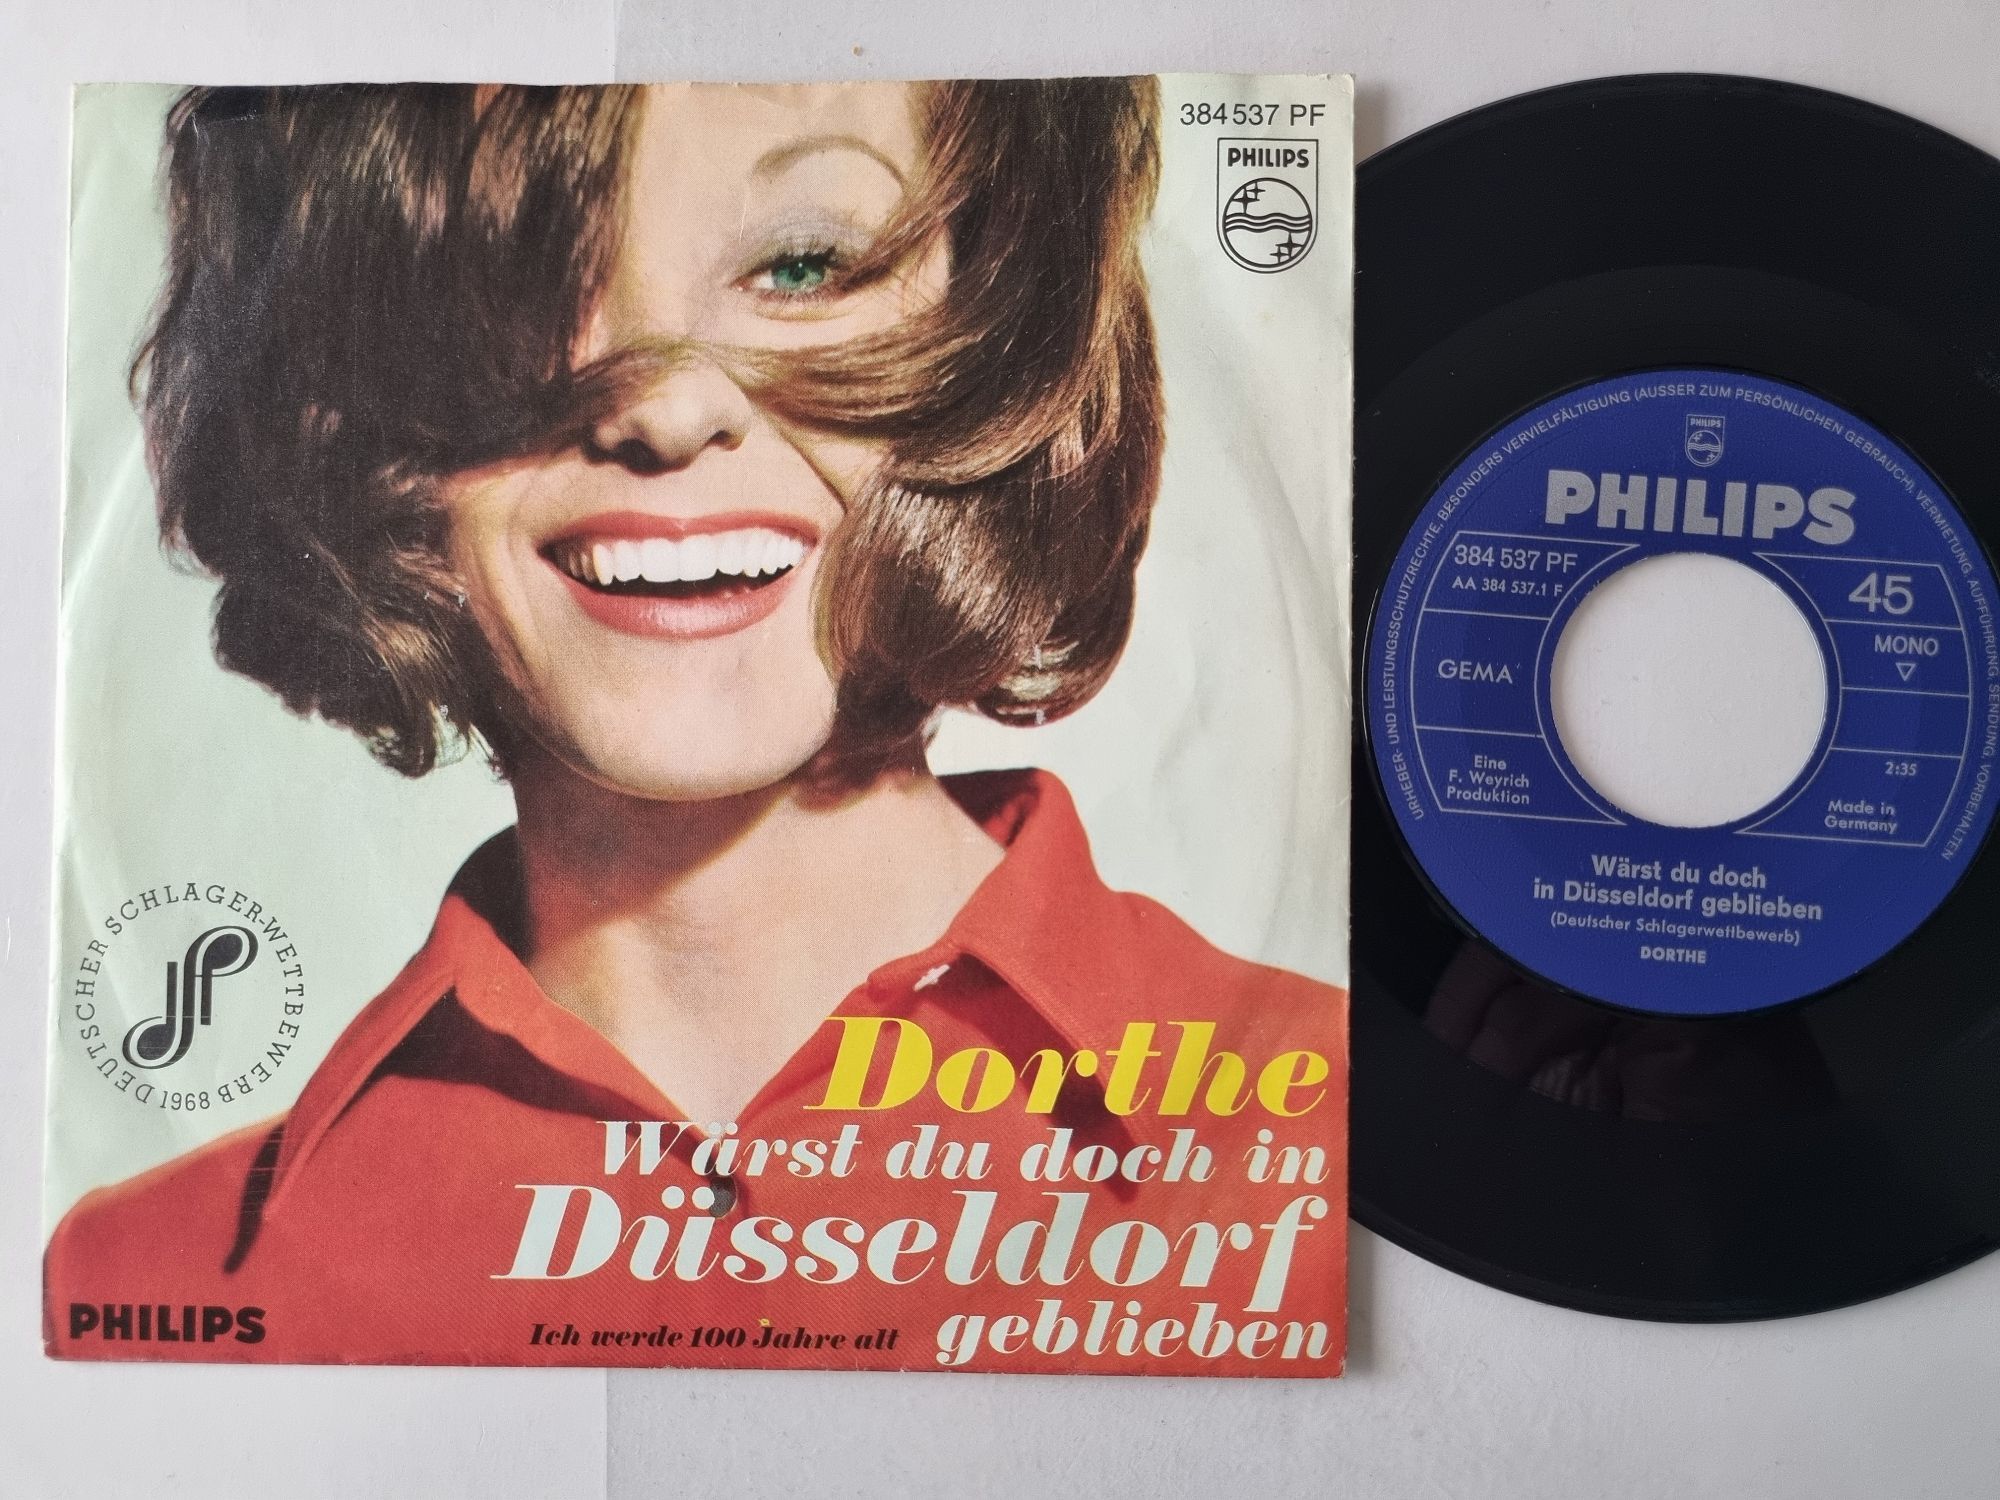 384537 PF
PHILIPS
DEUTSCHER SCHLAGER-WETTBEWERB 1968
Dorthe
Wärst du doch in
Düsseldorf
geblieben
Ich werde 100 Jahre alt
PHILIPS
URHEBER- UND LEISTUNGSSCHUTZRECHTE, BESONDERS VERVIELFÄLTIGUNG (AUSSER ZUM PERSÖNLICHEN GEBRAUCH), VERMIETUNG, AUFFÜHRUNG, SENDUNG, VORBEHALTEN
PHILIPS
PHILIPS
384 537 PF
AA 384 537.1 F
45
MONO
GEMA
Eine
F. Weyrich
Produktion
2:35
Made in
Germany
Wärst du doch
in Düsseldorf geblieben
(Deutscher Schlagerwettbewerb)
DORTHE